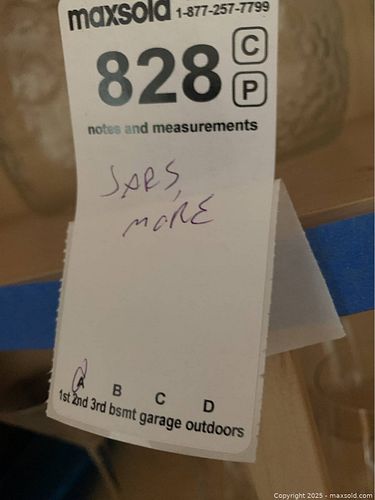 maxsold 1-877-257-7799
828 C
P
notes and measurements
JARS,
MORE
A B C D
1st 2nd 3rd bsmt garage outdoors
Copyright 2025 - maxsold.com